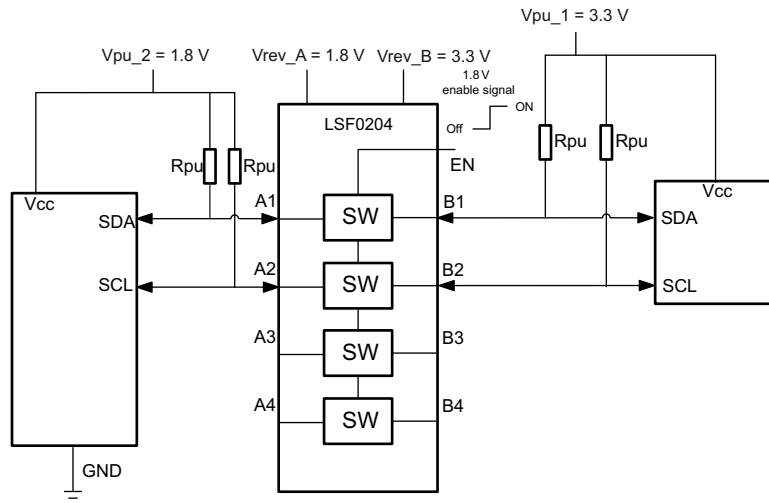 Vpu_1 = 3.3 V
Vpu_2 = 1.8 V
Vrev_A = 1.8 V
Vrev_B = 3.3 V
1.8 V
enable signal
Off
ON
LSF0204
EN
Rpu
Rpu
Rpu
Rpu
Vcc
SDA
SCL
GND
A1
SW
B1
A2
SW
B2
A3
SW
B3
A4
SW
B4
Vcc
SDA
SCL